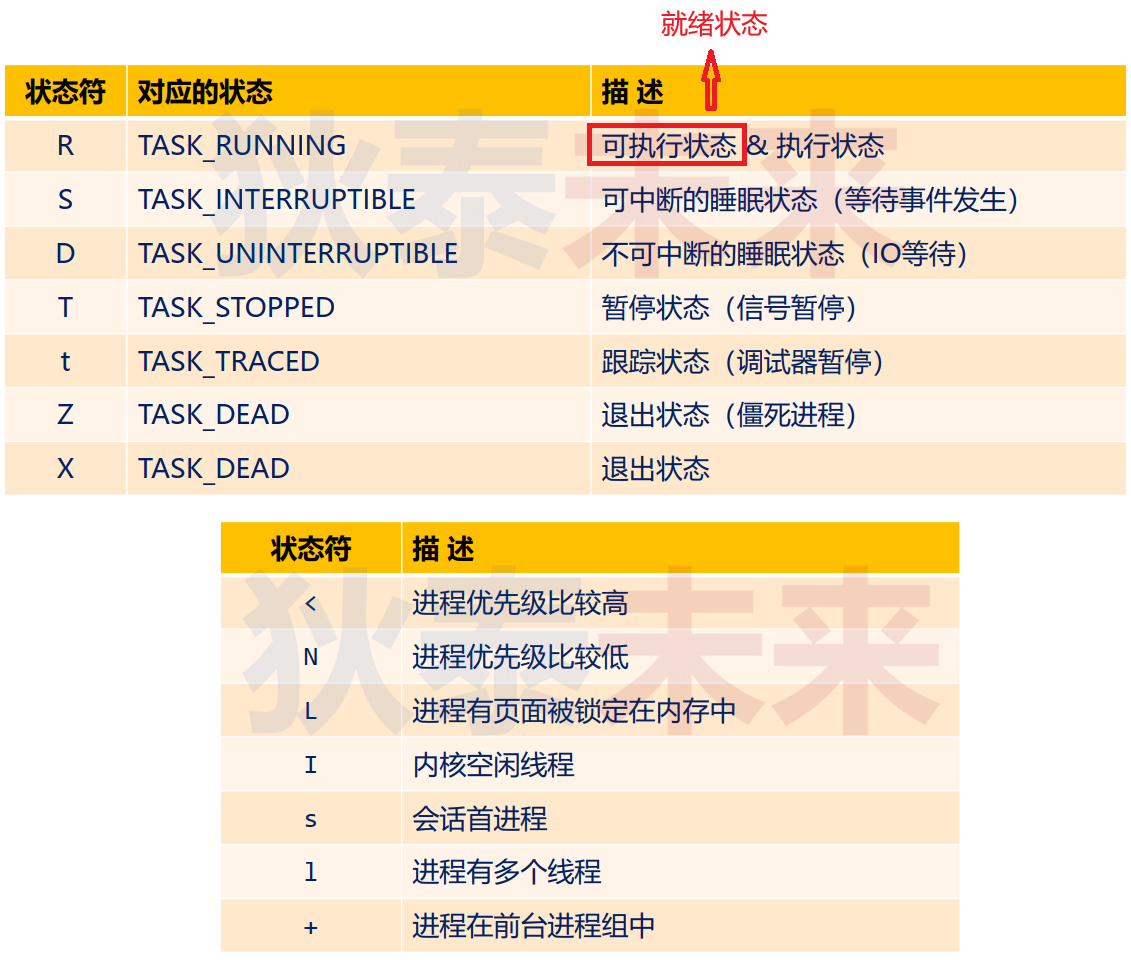 就绪状态
状态符 对应的状态 描 述
R TASK_RUNNING 可执行状态 & 执行状态
S TASK_INTERRUPTIBLE 可中断的睡眠状态（等待事件发生）
D TASK_UNINTERRUPTIBLE 不可中断的睡眠状态（IO等待）
T TASK_STOPPED 暂停状态（信号暂停）
t TASK_TRACED 跟踪状态（调试器暂停）
Z TASK_DEAD 退出状态（僵死进程）
X TASK_DEAD 退出状态
狄泰未来
状态符 描 述
< 进程优先级比较高
N 进程优先级比较低
L 进程有页面被锁定在内存中
I 内核空闲线程
s 会话首进程
l 进程有多个线程
+ 进程在前台进程组中
狄泰未来